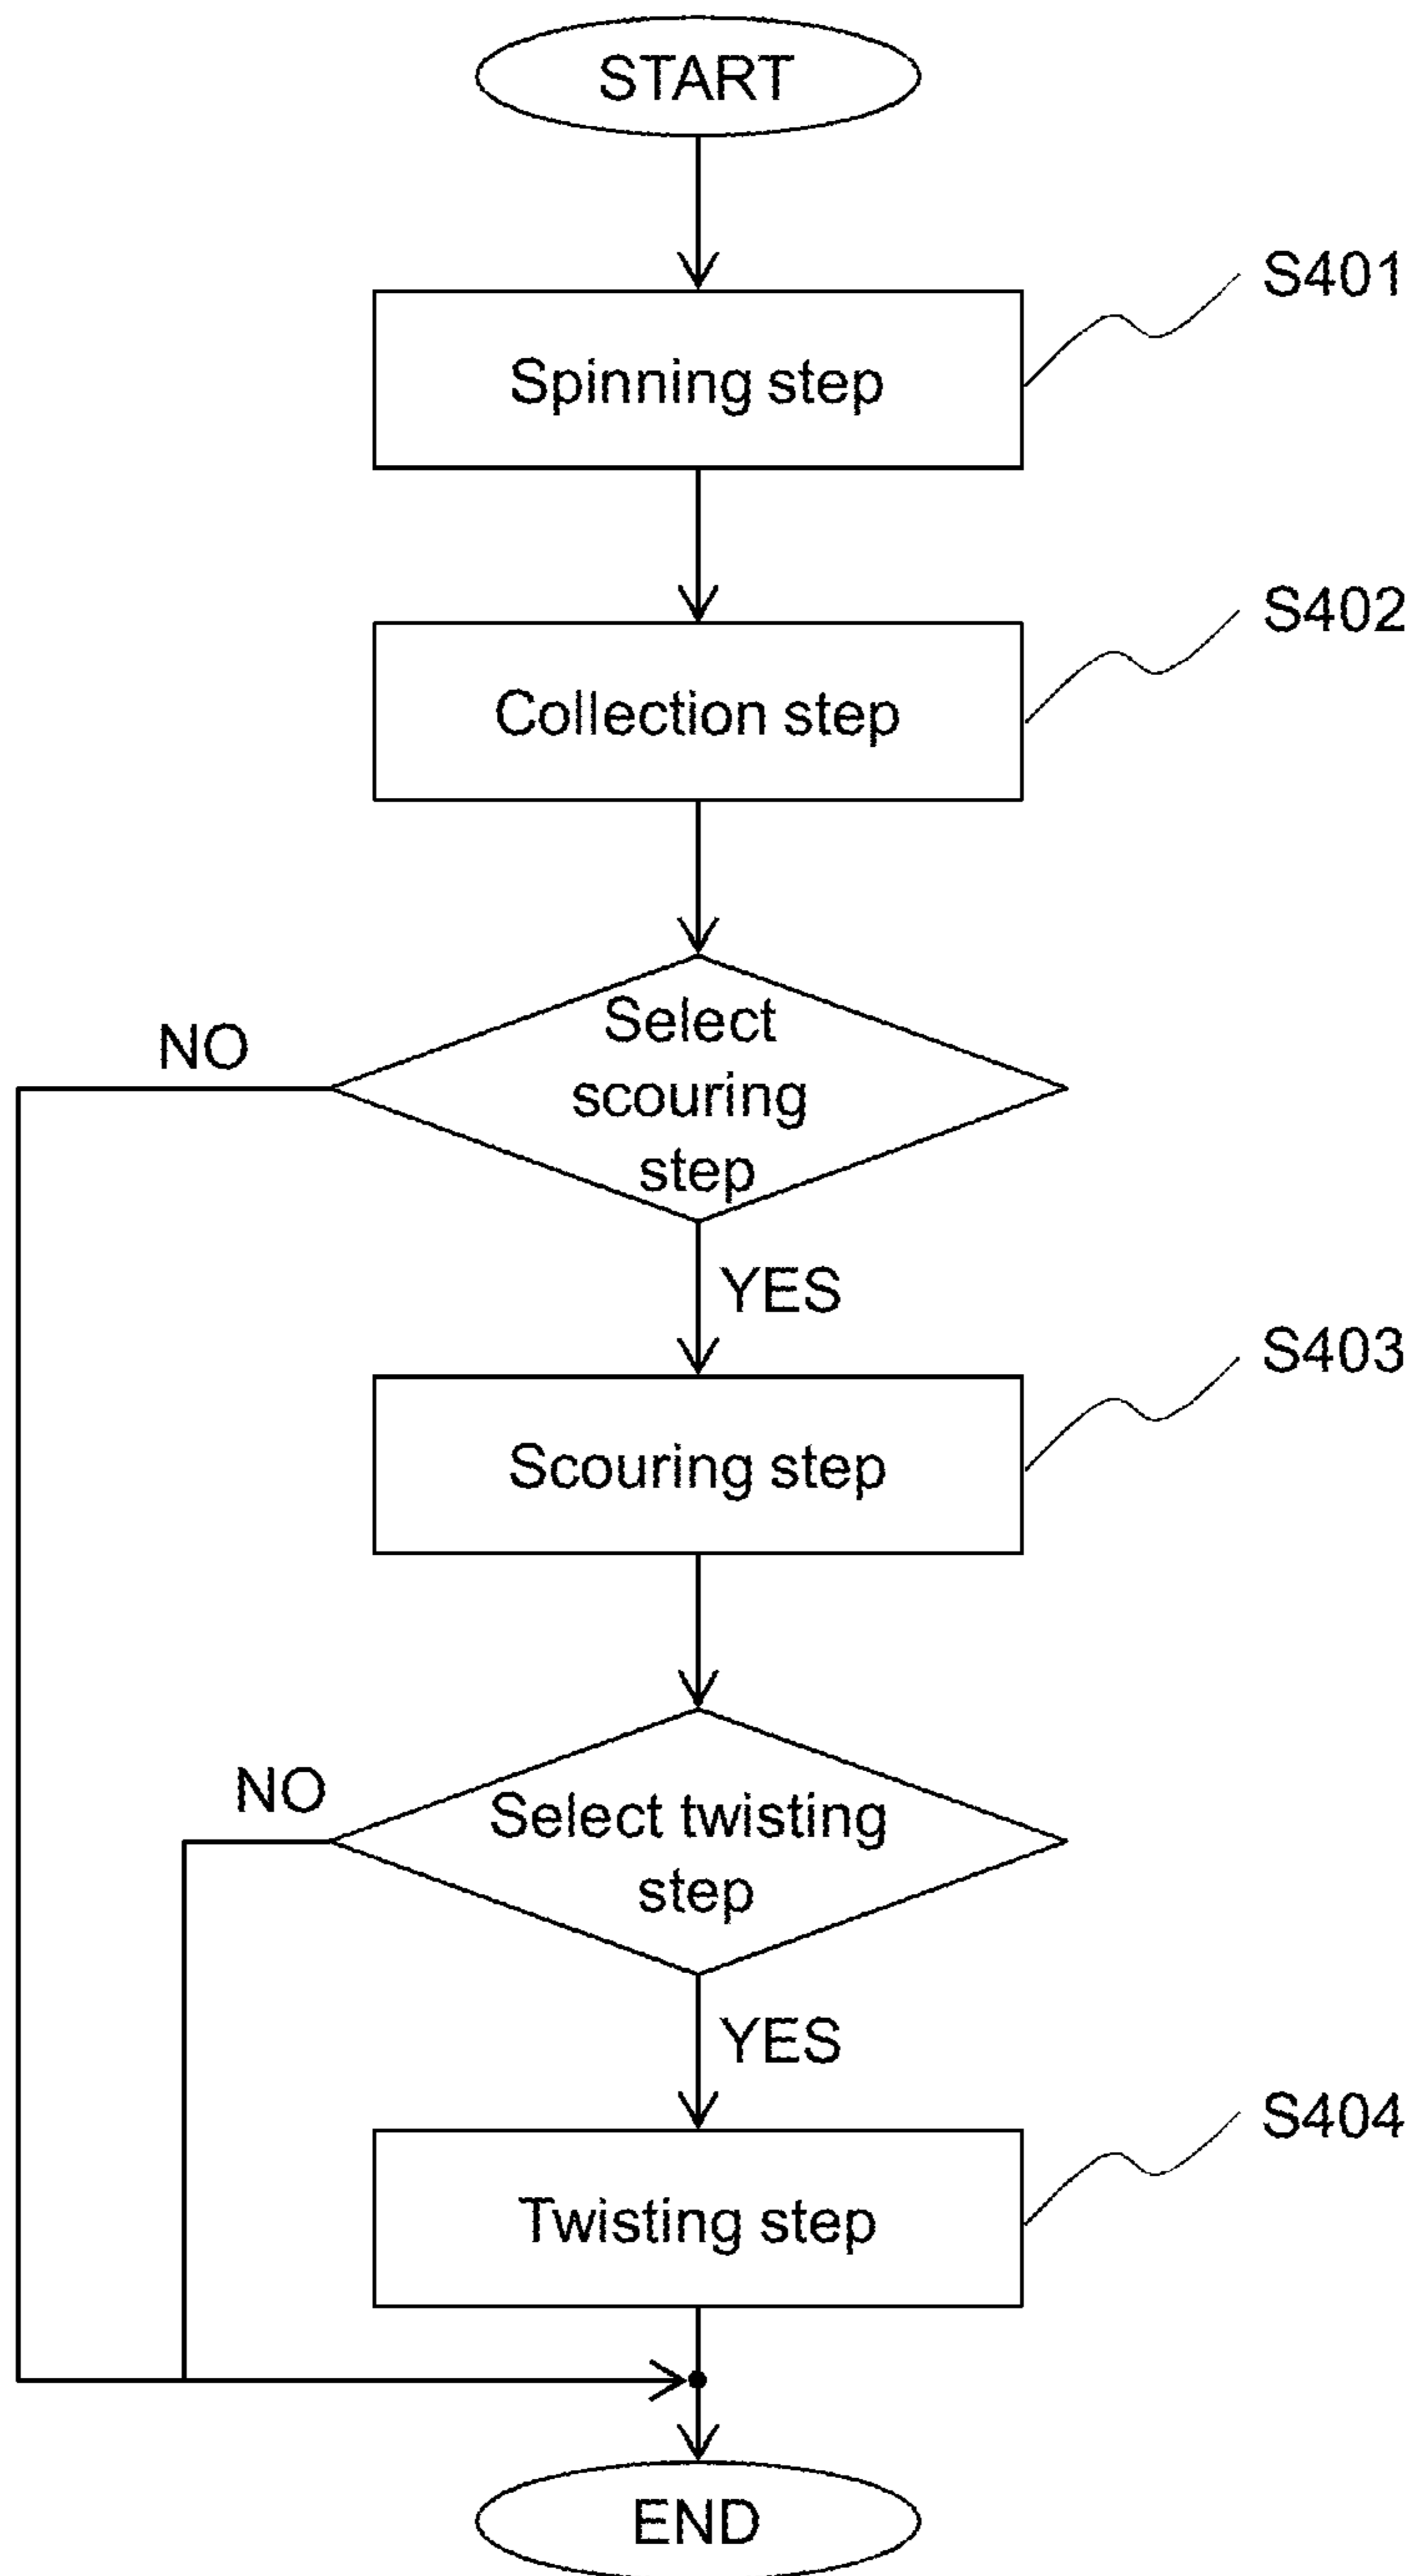 START
S401
Spinning step
S402
Collection step
Select
scouring
step
NO
YES
S403
Scouring step
NO
Select twisting
step
YES
S404
Twisting step
END